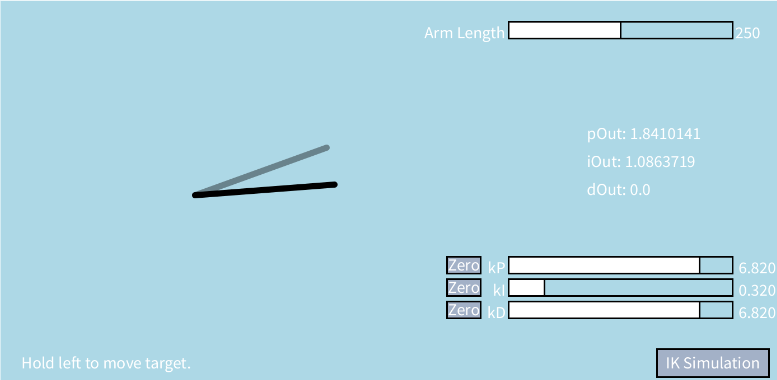 Arm Length 250
pOut: 1.8410141
iOut: 1.0863719
dOut: 0.0
Zero kP 6.820
Zero kI 0.320
Zero kD 6.820
Hold left to move target.
IK Simulation